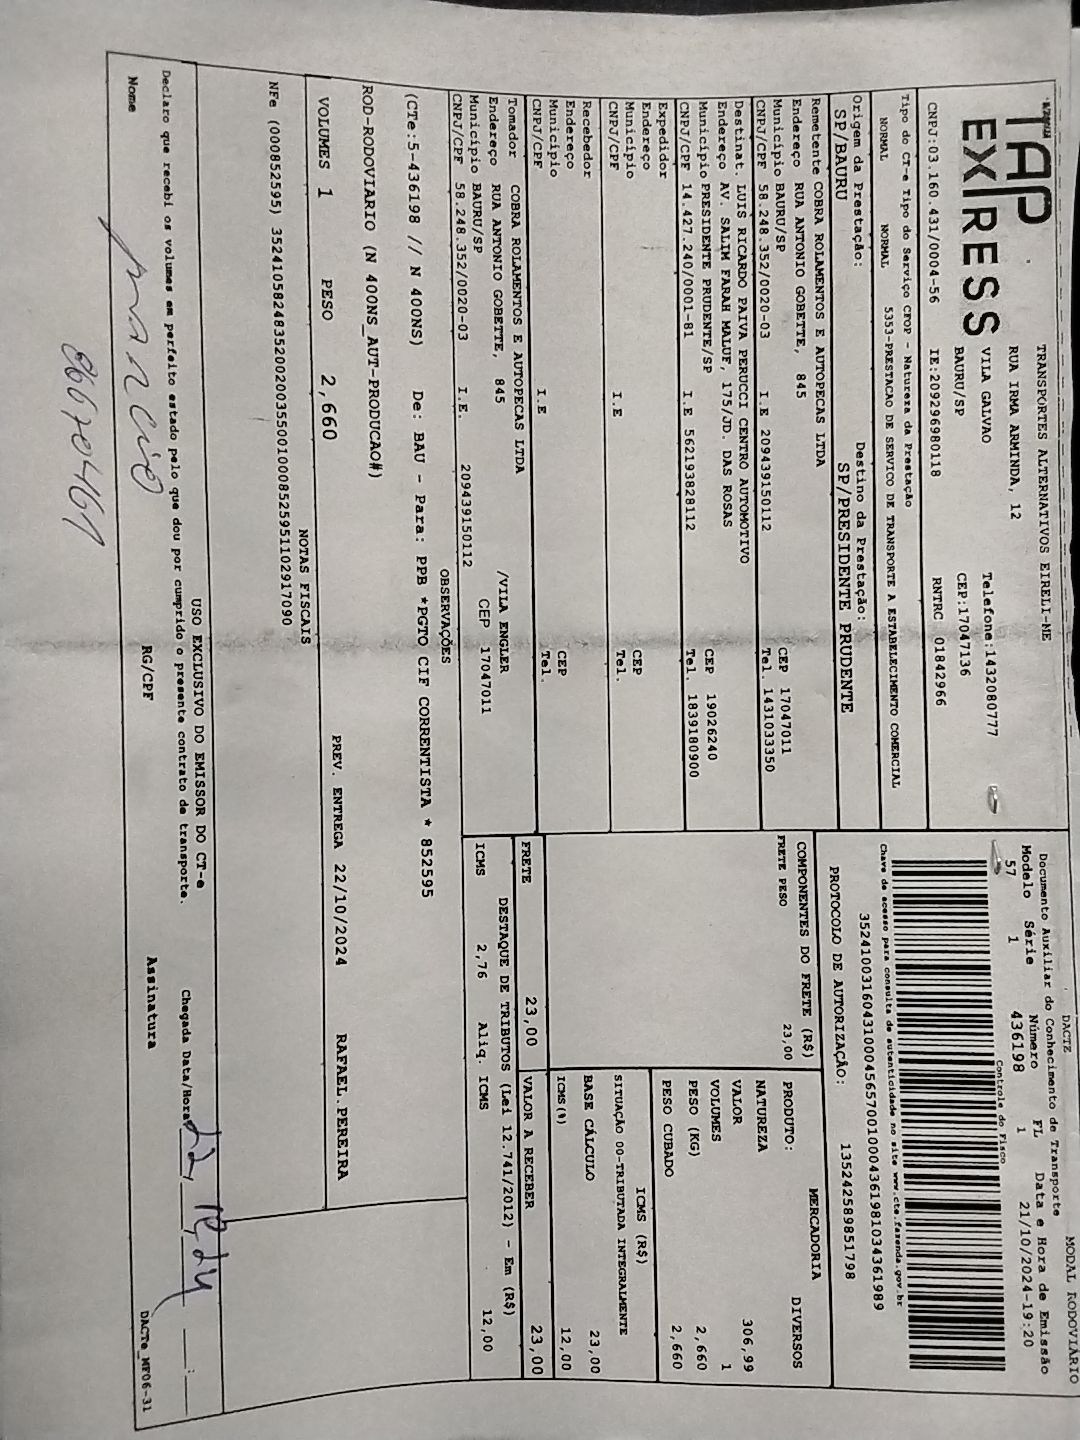 TAP
EXPRESS
TRANSPORTES ALTERNATIVOS EIRELI-ME
RUA IRMA ARMINDA, 12
VILA GALVAO Telefone:1432080777
BAURU/SP CEP:17047136
CNPJ:03.160.431/0004-56 IE:209296980118 RNTRC 01842966
Tipo do CT-e Tipo do Serviço CFOP - Natureza da Prestação
NORMAL NORMAL 5353-PRESTACAO DE SERVICO DE TRANSPORTE A ESTABELECIMENTO COMERCIAL
Origem da Prestação: Destino da Prestação:
SP/BAURU SP/PRESIDENTE PRUDENTE
Remetente COBRA ROLAMENTOS E AUTOPECAS LTDA
Endereço RUA ANTONIO GOBETTE, 845
Município BAURU/SP CEP 17047011
CNPJ/CPF 58.248.352/0020-03 I.E 209439150112 Tel. 1431033350
Destinat. LUIS RICARDO PAIVA PERUCCI CENTRO AUTOMOTIVO
Endereço AV. SALIM FARAH MALUF, 175/JD. DAS ROSAS
Município PRESIDENTE PRUDENTE/SP CEP 19026240
CNPJ/CPF 14.427.240/0001-81 I.E 562193828112 Tel. 1839180900
Expedidor
Endereço
Município CEP
CNPJ/CPF I.E Tel.
Recebedor
Endereço
Município CEP
CNPJ/CPF I.E Tel.
Tomador COBRA ROLAMENTOS E AUTOPECAS LTDA
Endereço RUA ANTONIO GOBETTE, 845 /VILA ENGLER
Município BAURU/SP CEP 17047011
CNPJ/CPF 58.248.352/0020-03 I.E. 209439150112
MODAL RODOVIÁRIO
DACTE
Documento Auxiliar do Conhecimento de Transporte
Modelo Série Número FL Data e Hora de Emissão
57 1 436198 1 21/10/2024-19:20
Controle do Fisco
Chave de acesso para consulta de autenticidade no site www.cte.fazenda.gov.br
35241003160431000456570010004361981034361989
PROTOCOLO DE AUTORIZAÇÃO: 135242589851798
COMPONENTES DO FRETE (R$)
FRETE PESO 23,00
MERCADORIA
PRODUTO: DIVERSOS
NATUREZA
VALOR 306,99
VOLUMES 1
PESO (KG) 2,660
PESO CUBADO 2,660
ICMS (R$)
SITUAÇÃO 00-TRIBUTADA INTEGRALMENTE
BASE CÁLCULO 23,00
ICMS(%) 12,00
FRETE 23,00 VALOR A RECEBER 23,00
DESTAQUE DE TRIBUTOS (Lei 12.741/2012) - Em (R$)
ICMS 2,76 Aliq. ICMS 12,00
OBSERVAÇÕES
(CTe:5-436198 // N 400NS) De: BAU - Para: PPB *PGTO CIF CORRENTISTA * 852595
ROD-RODOVIARIO (N 400NS_AUT-PRODUCAO#)
VOLUMES 1 PESO 2,660 PREV. ENTREGA 22/10/2024 RAFAEL.PEREIRA
NOTAS FISCAIS
NFe (000852595) 35241058248352002003550010008525951102917090
USO EXCLUSIVO DO EMISSOR DO CT-e
Declaro que recebi os volumes em perfeito estado pelo que dou por cumprido o presente contrato de transporte. Chegada Data/Hora
Nome RG/CPF Assinatura
DACTe_MP06-31